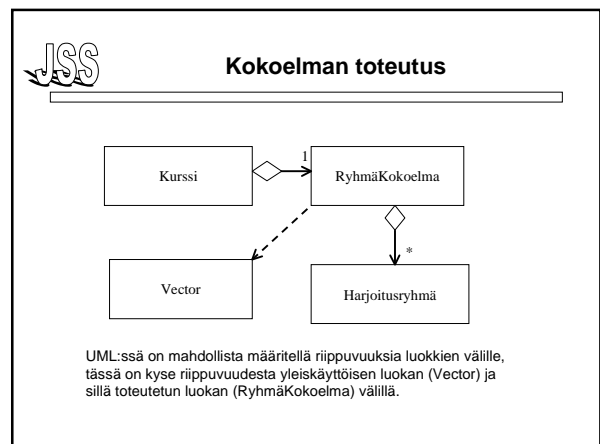 JSS
Kokoelman toteutus
Kurssi
1
RyhmäKokoelma
*
Vector
Harjoitusryhmä
UML:ssä on mahdollista määritellä riippuvuuksia luokkien välille,
tässä on kyse riippuvuudesta yleiskäyttöisen luokan (Vector) ja
sillä toteutetun luokan (RyhmäKokoelma) välillä.